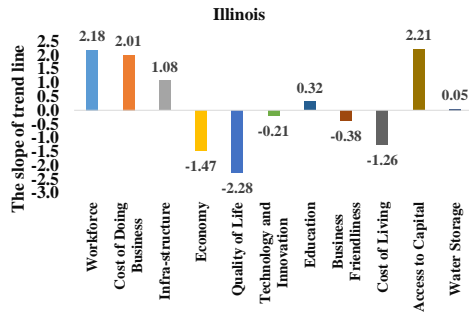 Illinois
The slope of trend line
2.5
2.0
1.5
1.0
0.5
0.0
-0.5
-1.0
-1.5
-2.0
-2.5
-3.0
2.18
2.01
1.08
-1.47
-2.28
-0.21
0.32
-0.38
-1.26
2.21
0.05
Workforce
Cost of Doing
Business
Infra-structure
Economy
Quality of Life
Technology and
Innovation
Education
Business
Friendliness
Cost of Living
Access to Capital
Water Storage